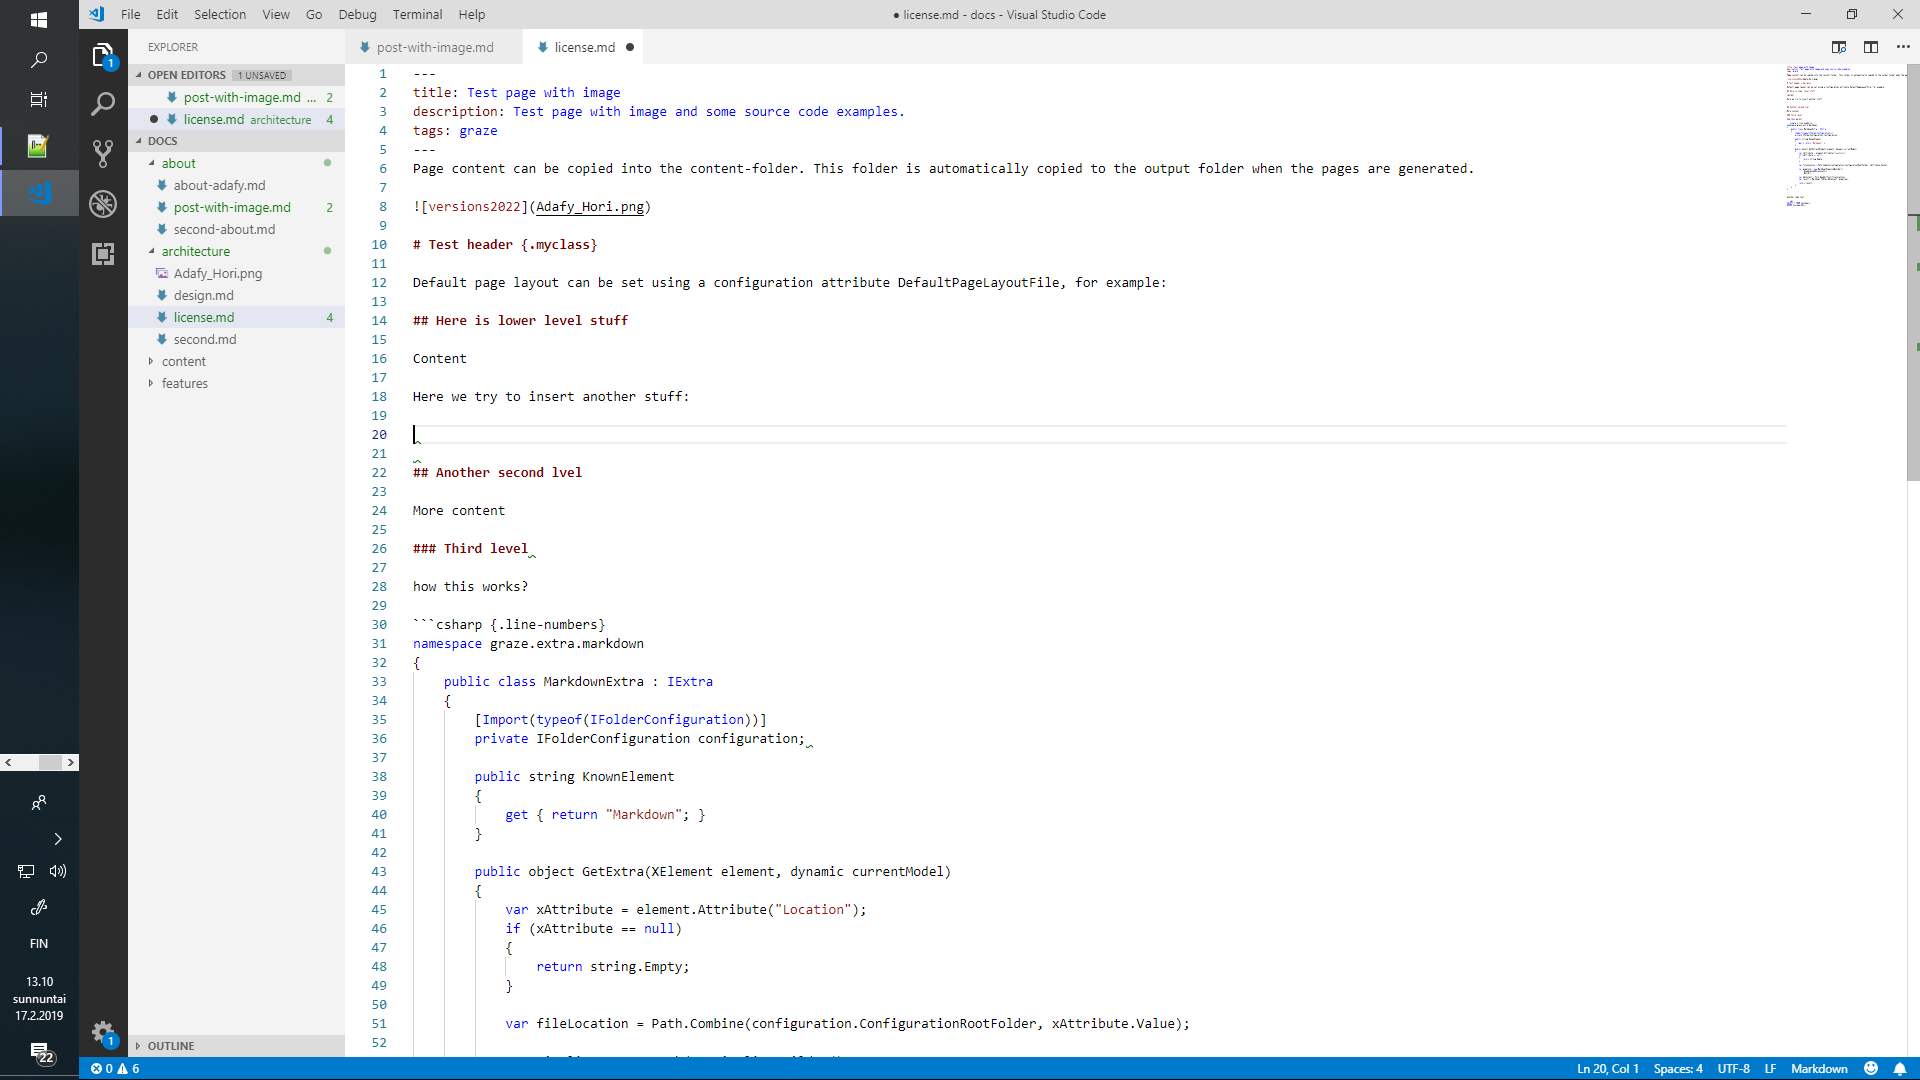 File Edit Selection View Go Debug Terminal Help
● license.md - docs - Visual Studio Code
EXPLORER
OPEN EDITORS 1 UNSAVED
post-with-image.md ... 2
license.md architecture 4
DOCS
about
about-adafy.md
post-with-image.md 2
second-about.md
architecture
Adafy_Hori.png
design.md
license.md 4
second.md
content
features
OUTLINE
post-with-image.md
license.md
1 ---
2 title: Test page with image
3 description: Test page with image and some source code examples.
4 tags: graze
5 ---
6 Page content can be copied into the content-folder. This folder is automatically copied to the output folder when the pages are generated.
7
8 ![versions2022](Adafy_Hori.png)
9
10 # Test header {.myclass}
11
12 Default page layout can be set using a configuration attribute DefaultPageLayoutFile, for example:
13
14 ## Here is lower level stuff
15
16 Content
17
18 Here we try to insert another stuff:
19
20
21
22 ## Another second lvel
23
24 More content
25
26 ### Third level
27
28 how this works?
29
30 ```csharp {.line-numbers}
31 namespace graze.extra.markdown
32 {
33 public class MarkdownExtra : IExtra
34 {
35 [Import(typeof(IFolderConfiguration))]
36 private IFolderConfiguration configuration;
37
38 public string KnownElement
39 {
40 get { return "Markdown"; }
41 }
42
43 public object GetExtra(XElement element, dynamic currentModel)
44 {
45 var xAttribute = element.Attribute("Location");
46 if (xAttribute == null)
47 {
48 return string.Empty;
49 }
50
51 var fileLocation = Path.Combine(configuration.ConfigurationRootFolder, xAttribute.Value);
52
1
1
FIN
13.10
sunnuntai
17.2.2019
22
0 6
Ln 20, Col 1 Spaces: 4 UTF-8 LF Markdown